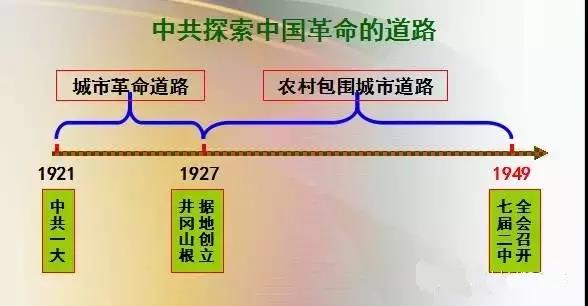 中共探索中国革命的道路
城市革命道路
农村包围城市道路
1921
1927
1949
中共一大
井冈山根
据地创立
七届二中
全会召开